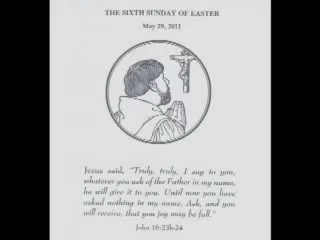 THE SIXTH SUNDAY OF EASTER
May 29, 2011
Jesus said, "Truly, truly, I say to you,
whatever you ask of the Father in my name,
he will give it to you. Until now you have
asked nothing in my name. Ask, and you
will receive, that you joy may be full."
John 16:23b-24